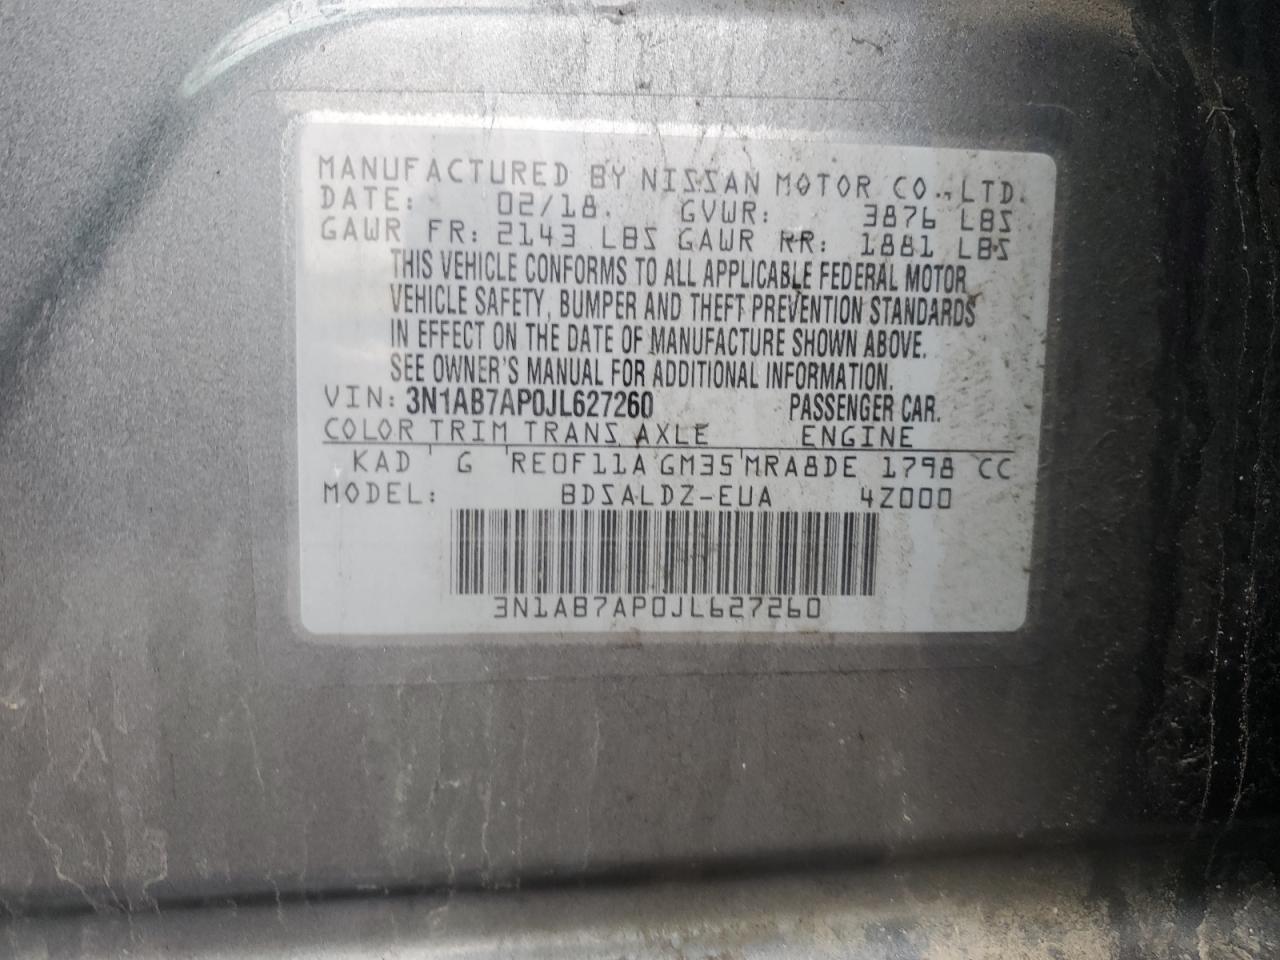 MANUFACTURED BY NISSAN MOTOR CO.,LTD.
DATE: 02/18. GVWR: 3876 LBS
GAWR FR: 2143 LBS GAWR RR: 1881 LBS
THIS VEHICLE CONFORMS TO ALL APPLICABLE FEDERAL MOTOR
VEHICLE SAFETY, BUMPER AND THEFT PREVENTION STANDARDS
IN EFFECT ON THE DATE OF MANUFACTURE SHOWN ABOVE.
SEE OWNER'S MANUAL FOR ADDITIONAL INFORMATION.
VIN: 3N1AB7AP0JL627260 PASSENGER CAR.
COLOR TRIM TRANS AXLE ENGINE
KAD ' G 'RE0F11A GM35'MRA8DE 1798 CC
MODEL: BDSALDZ-EUA 4Z000
3N1AB7AP0JL627260